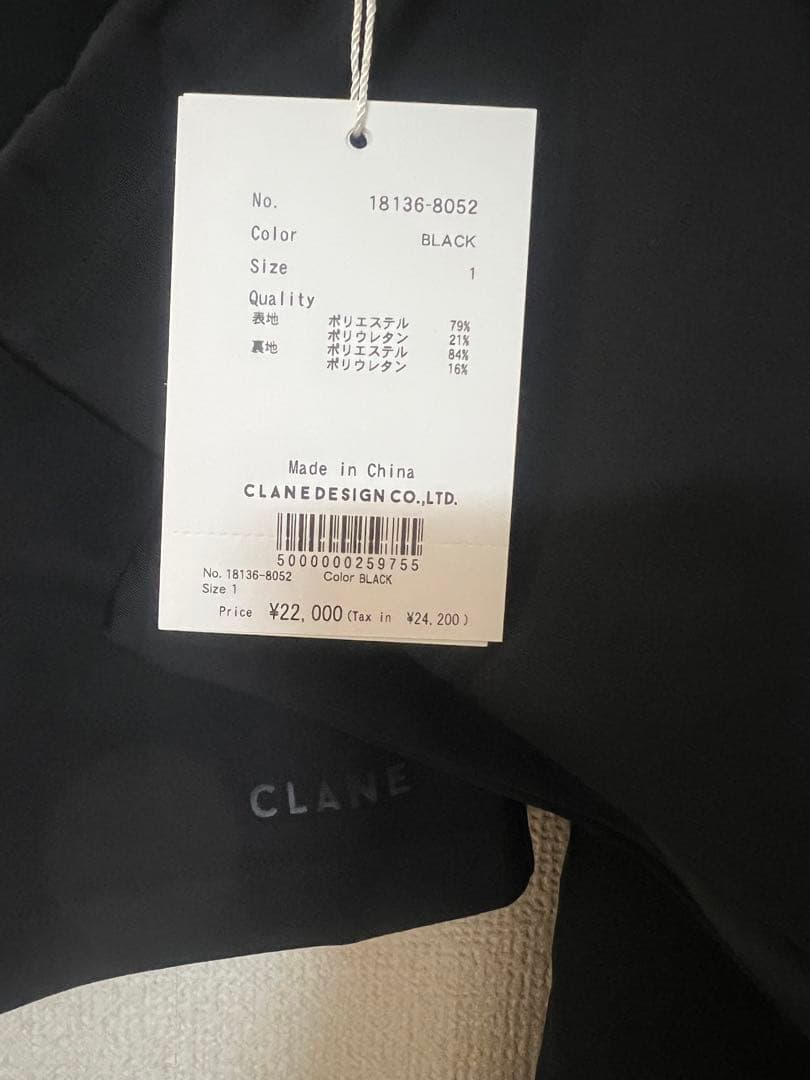 No. 18136-8052
Color BLACK
Size 1
Quality
表地 ポリエステル 79%
ポリウレタン 21%
裏地 ポリエステル 84%
ポリウレタン 16%
Made in China
CLANE DESIGN CO.,LTD.
5000000259755
No. 18136-8052 Color BLACK
Size 1
Price ¥22,000 (Tax in ¥24,200)
CLANE